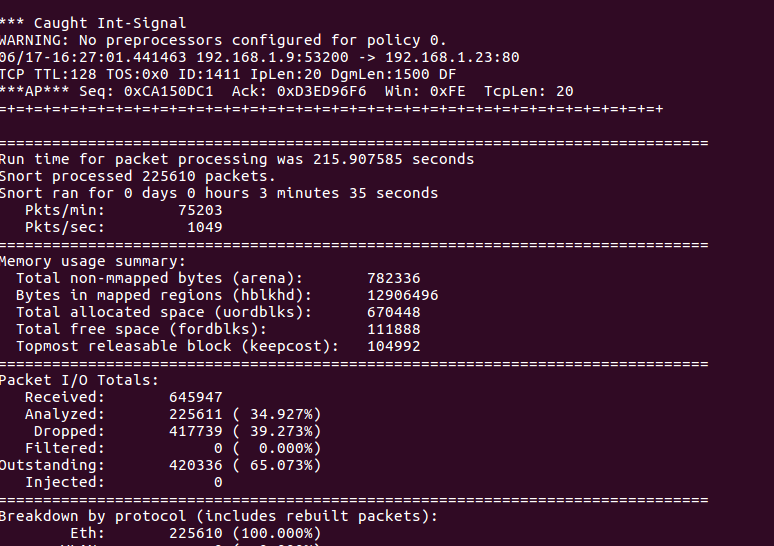 *** Caught Int-Signal
WARNING: No preprocessors configured for policy 0.
06/17-16:27:01.441463 192.168.1.9:53200 -> 192.168.1.23:80
TCP TTL:128 TOS:0x0 ID:1411 IpLen:20 DgmLen:1500 DF
***AP*** Seq: 0xCA150DC1  Ack: 0xD3ED96F6  Win: 0xFE  TcpLen: 20
=+=+=+=+=+=+=+=+=+=+=+=+=+=+=+=+=+=+=+=+=+=+=+=+=+=+=+=+=+=+=+=+=+=+=+=+=+
===============================================================================
Run time for packet processing was 215.907585 seconds
Snort processed 225610 packets.
Snort ran for 0 days 0 hours 3 minutes 35 seconds
   Pkts/min:        75203
   Pkts/sec:         1049
===============================================================================
Memory usage summary:
  Total non-mmapped bytes (arena):       782336
  Bytes in mapped regions (hblkhd):      12906496
  Total allocated space (uordblks):      670448
  Total free space (fordblks):           111888
  Topmost releasable block (keepcost):   104992
===============================================================================
Packet I/O Totals:
   Received:       645947
   Analyzed:       225611 ( 34.927%)
    Dropped:       417739 ( 39.273%)
   Filtered:            0 (  0.000%)
Outstanding:       420336 ( 65.073%)
   Injected:            0
===============================================================================
Breakdown by protocol (includes rebuilt packets):
        Eth:       225610 (100.000%)